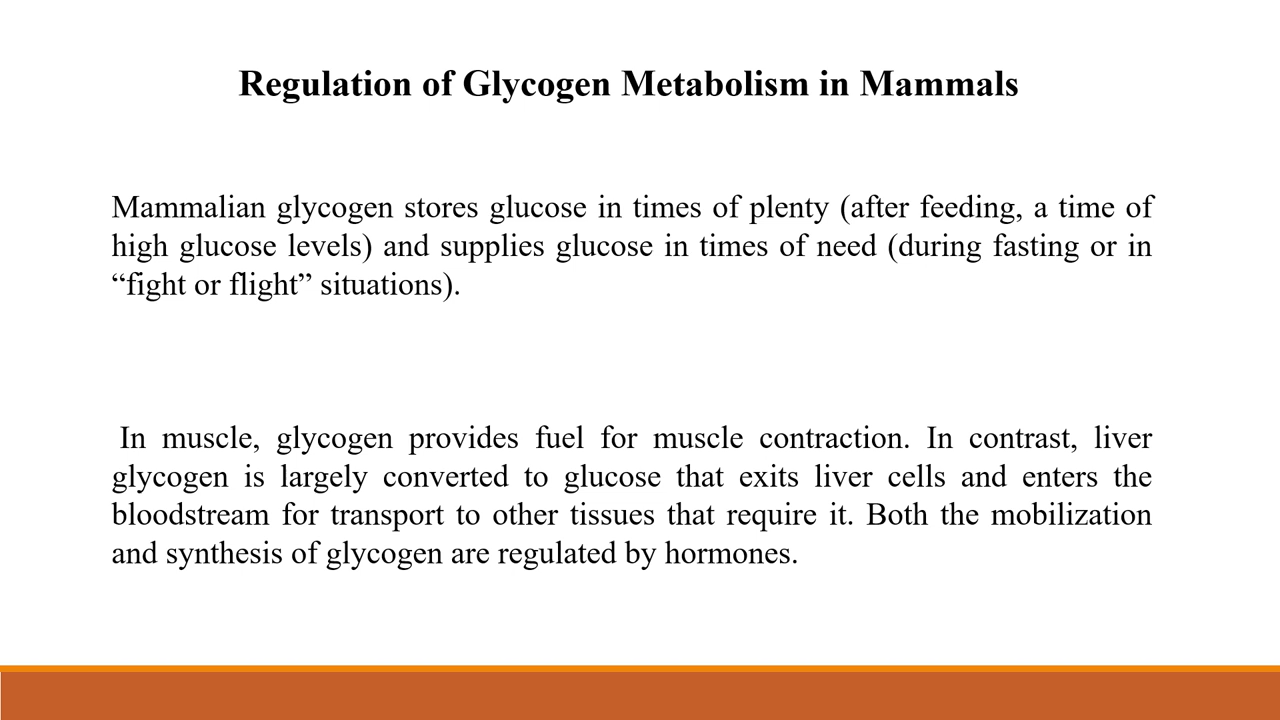 Regulation of Glycogen Metabolism in Mammals
Mammalian glycogen stores glucose in times of plenty (after feeding, a time of
high glucose levels) and supplies glucose in times of need (during fasting or in
“fight or flight” situations).
In muscle, glycogen provides fuel for muscle contraction. In contrast, liver
glycogen is largely converted to glucose that exits liver cells and enters the
bloodstream for transport to other tissues that require it. Both the mobilization
and synthesis of glycogen are regulated by hormones.